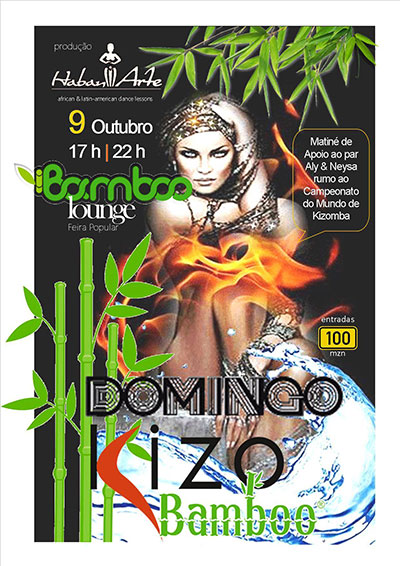 produção
HabanArte
african & latin-american dance lessons
9 Outubro
17 h | 22 h
Bamboo
lounge
Feira Popular
Matiné de
Apoio ao par
Aly & Neysa
rumo ao
Campeonato
do Mundo de
Kizomba
entradas
100
mzn
DOMINGO
Kizo
Bamboo